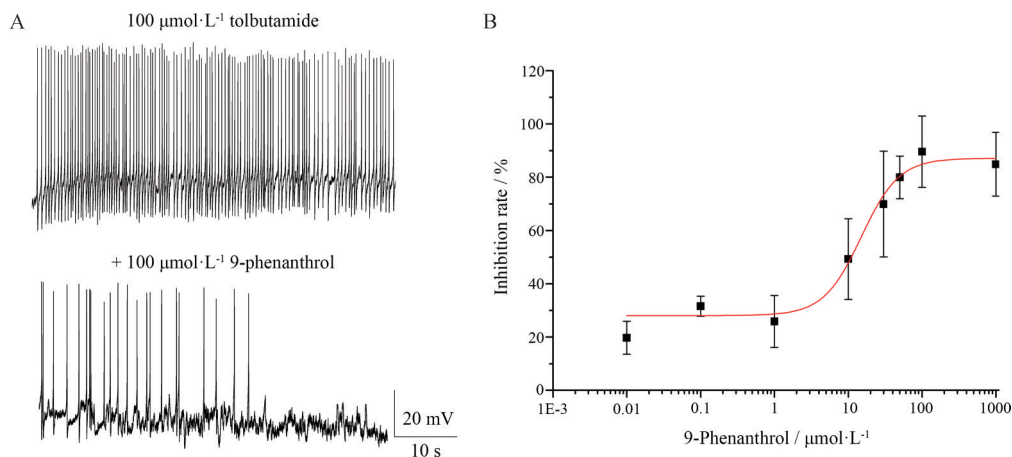 A
100 μmol·L⁻¹ tolbutamide
+ 100 μmol·L⁻¹ 9-phenanthrol
20 mV
10 s
B
Inhibition rate / %
120
100
80
60
40
20
0
1E-3 0.01 0.1 1 10 100 1000
9-Phenanthrol / μmol·L⁻¹